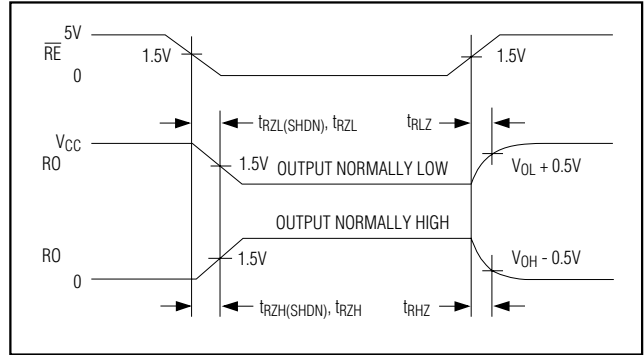 5V
RE
1.5V
1.5V
0
tRZL(SHDN), tRZL
tRLZ
VCC
RO
1.5V
OUTPUT NORMALLY LOW
VOL + 0.5V
OUTPUT NORMALLY HIGH
RO
1.5V
VOH - 0.5V
0
tRZH(SHDN), tRZH
tRHZ